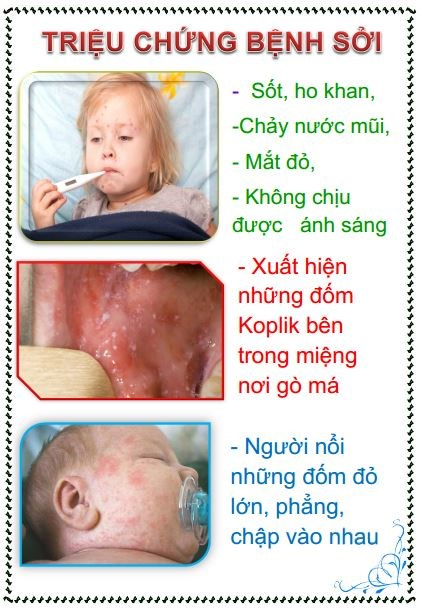 TRIỆU CHỨNG BỆNH SỞI
- Sốt, ho khan,
-Chảy nước mũi,
- Mắt đỏ,
- Không chịu
được ánh sáng
- Xuất hiện
những đốm
Koplik bên
trong miệng
nơi gò má
- Người nổi
những đốm đỏ
lớn, phẳng,
chập vào nhau